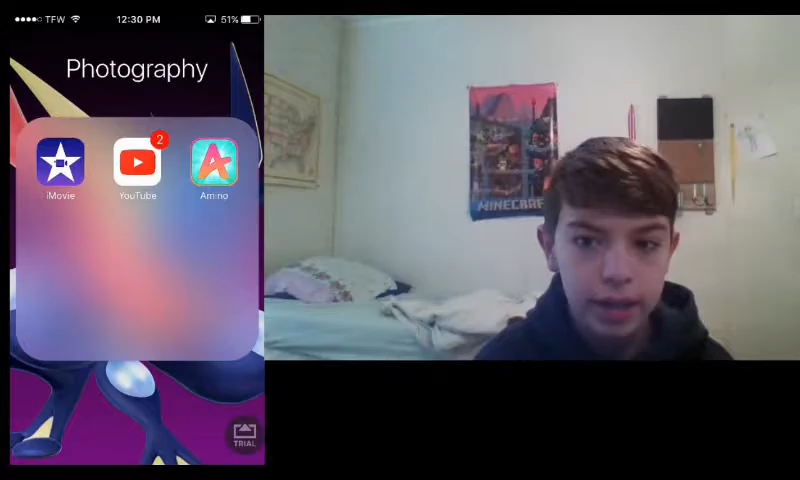 TFW 12:30 PM 51%
Photography
2
iMovie YouTube Amino
TRIAL
MINECRAFT